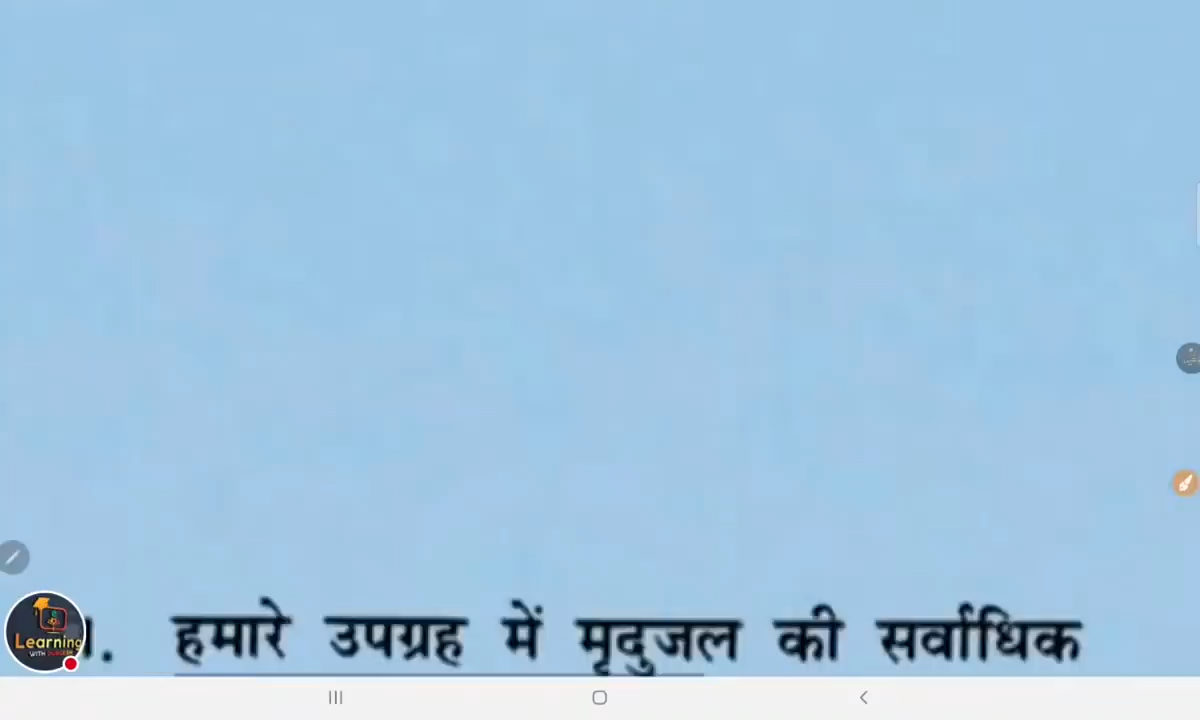 हमारे उपग्रह में मृदुजल की सर्वाधिक
Learning